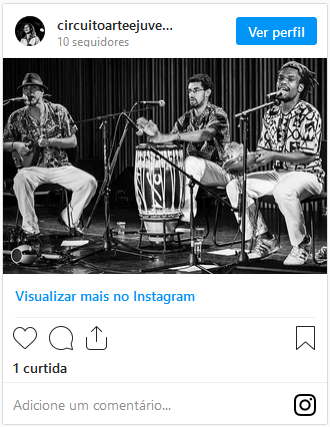 circuitoarteejuve...
10 seguidores
Ver perfil
Visualizar mais no Instagram
1 curtida
Adicione um comentário...